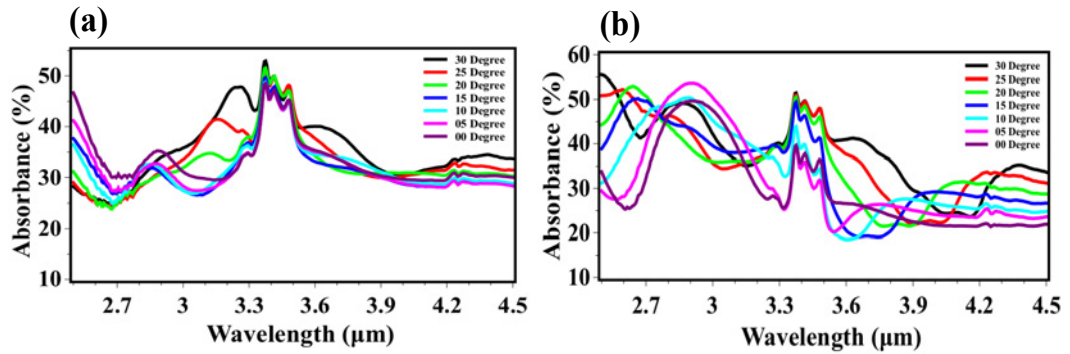 (a)
50
40
30
20
10
Absorbance (%)
2.7 3 3.3 3.6 3.9 4.2 4.5
Wavelength (μm)
30 Degree
25 Degree
20 Degree
15 Degree
10 Degree
05 Degree
00 Degree
(b)
60
50
40
30
20
10
Absorbance (%)
2.7 3 3.3 3.6 3.9 4.2 4.5
Wavelength (μm)
30 Degree
25 Degree
20 Degree
15 Degree
10 Degree
05 Degree
00 Degree